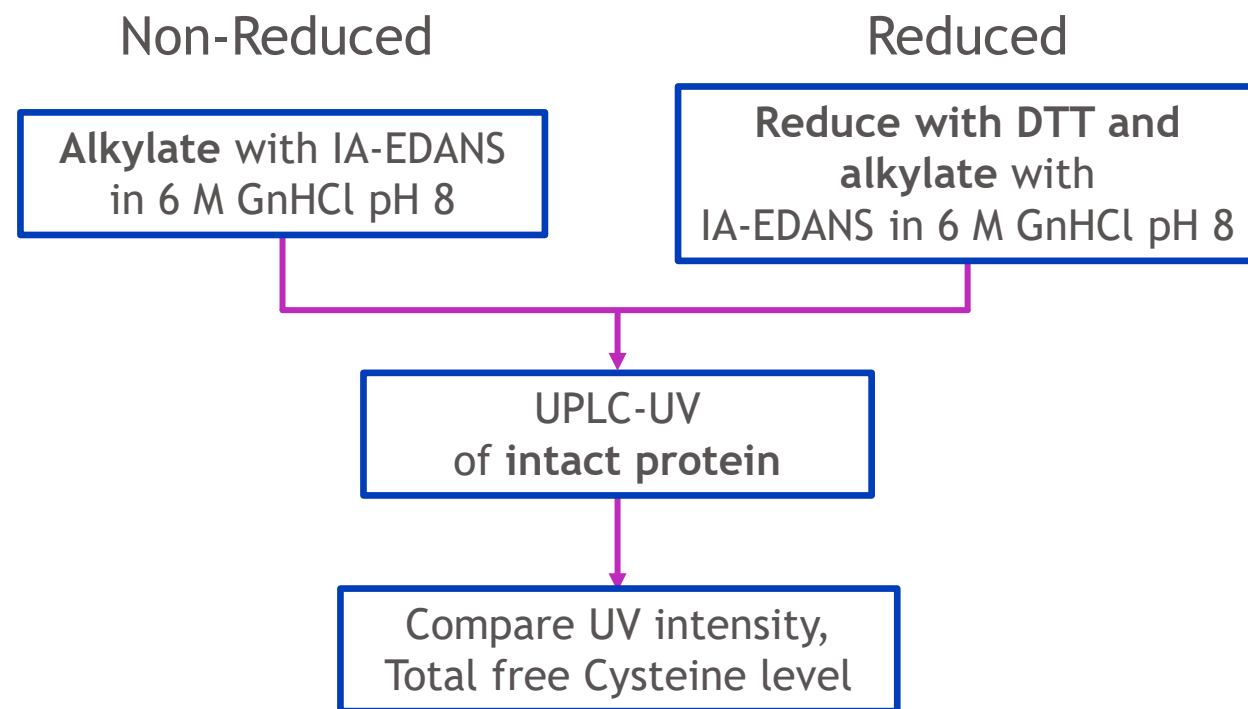 Non-Reduced
Reduced
Alkylate with IA-EDANS
in 6 M GnHCl pH 8
Reduce with DTT and
alkylate with
IA-EDANS in 6 M GnHCl pH 8
UPLC-UV
of intact protein
Compare UV intensity,
Total free Cysteine level